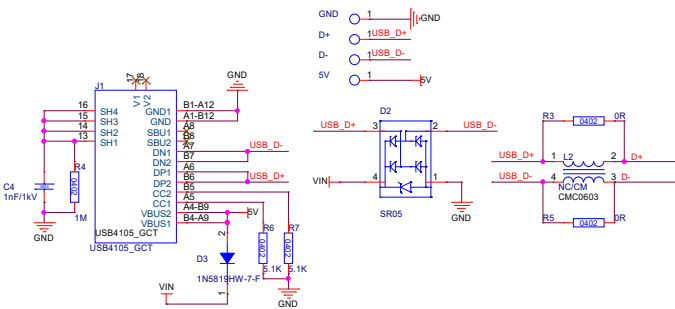 GND 1 GND
D+ 1 USB_D+
D- 1 USB_D-
5V 1 5V
17 18
J1
V1 V2
GND
16 SH4 GND1 B1-A12
15 SH3 GND A1-B12
14 SH2 SBU1 A8
13 SH1 SBU2 B8
DN1 A7 USB_D-
DN2 B7
DP1 A6
DP2 B6 USB_D+
CC2 B5
CC1 A5
VBUS2 A4-B9 5V
VBUS1 B4-A9
USB4105_GCT
USB4105_GCT
R4
0402
1M
C4
1nF/1kV
GND
2
D3
1N5819HW-7-F
1
VIN
R6
0402
5.1K
R7
0402
5.1K
GND
D2
USB_D+ 3 2 USB_D-
VIN 4 1
GND
SR05
R3 0402 0R
USB_D+ 1 L2 2 D+
USB_D- 4 3 D-
NC/CM
CMC0603
R5 0402 0R